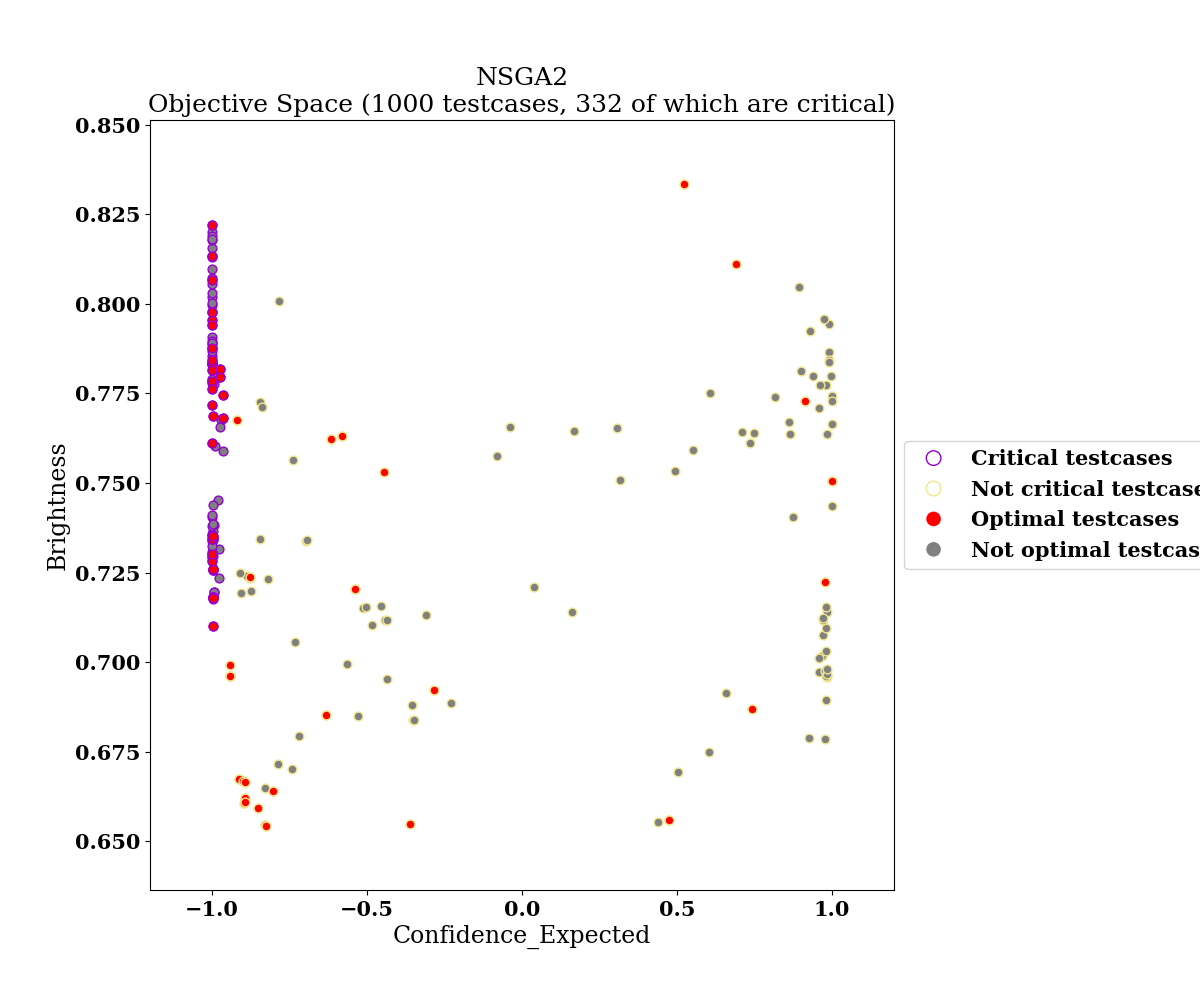 NSGA2
Objective Space (1000 testcases, 332 of which are critical)
0.850
0.825
0.800
0.775
0.750
0.725
0.700
0.675
0.650
Brightness
−1.0
−0.5
0.0
0.5
1.0
Confidence_Expected
Critical testcases
Not critical testcase
Optimal testcases
Not optimal testcas